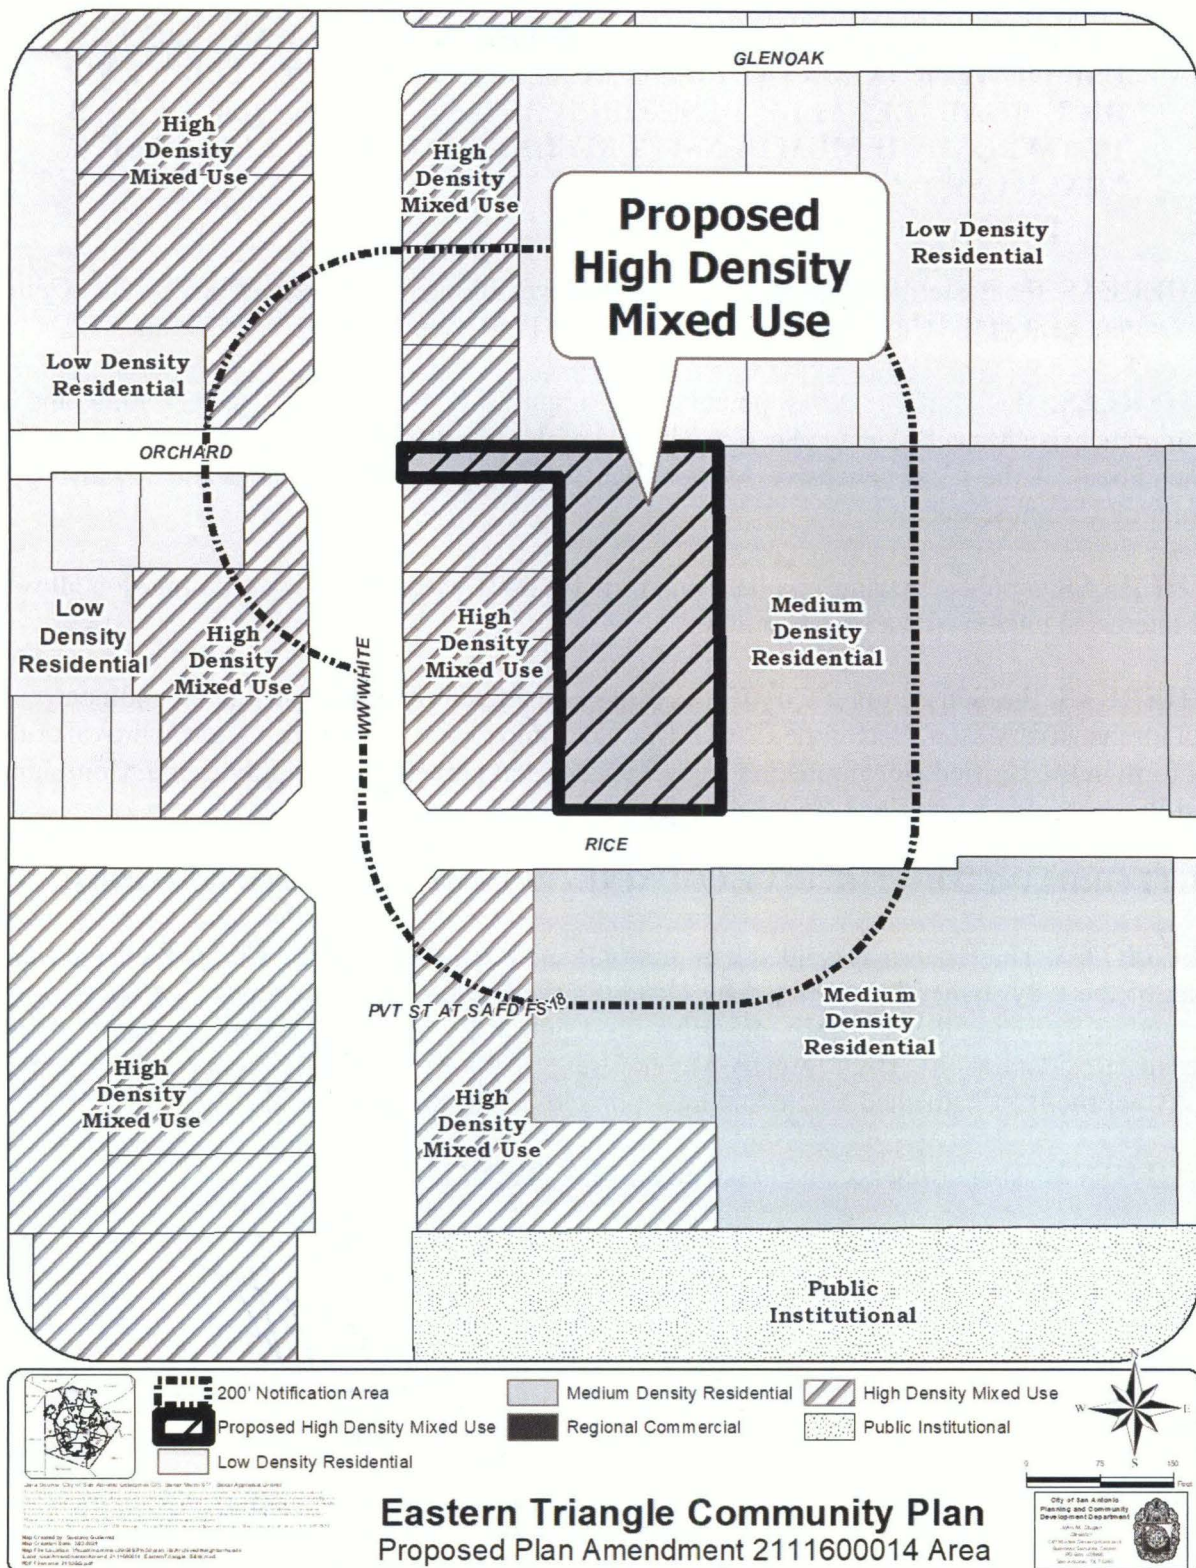 GLENOAK
High
Density
Mixed Use
High
Density
Mixed Use
Proposed
High Density
Mixed Use
Low Density
Residential
Low Density
Residential
ORCHARD
Low
Density
Residential
High
Density
Mixed Use
WW WHITE
High
Density
Mixed Use
Medium
Density
Residential
RICE
PVT ST AT SAFD FS-18
Medium
Density
Residential
High
Density
Mixed Use
High
Density
Mixed Use
Public
Institutional
200' Notification Area
Proposed High Density Mixed Use
Low Density Residential
Medium Density Residential
Regional Commercial
High Density Mixed Use
Public Institutional
N
W
E
S
0 75 150
Feet
Eastern Triangle Community Plan
Proposed Plan Amendment 2111600014 Area
City of San Antonio
Planning and Community
Development Department